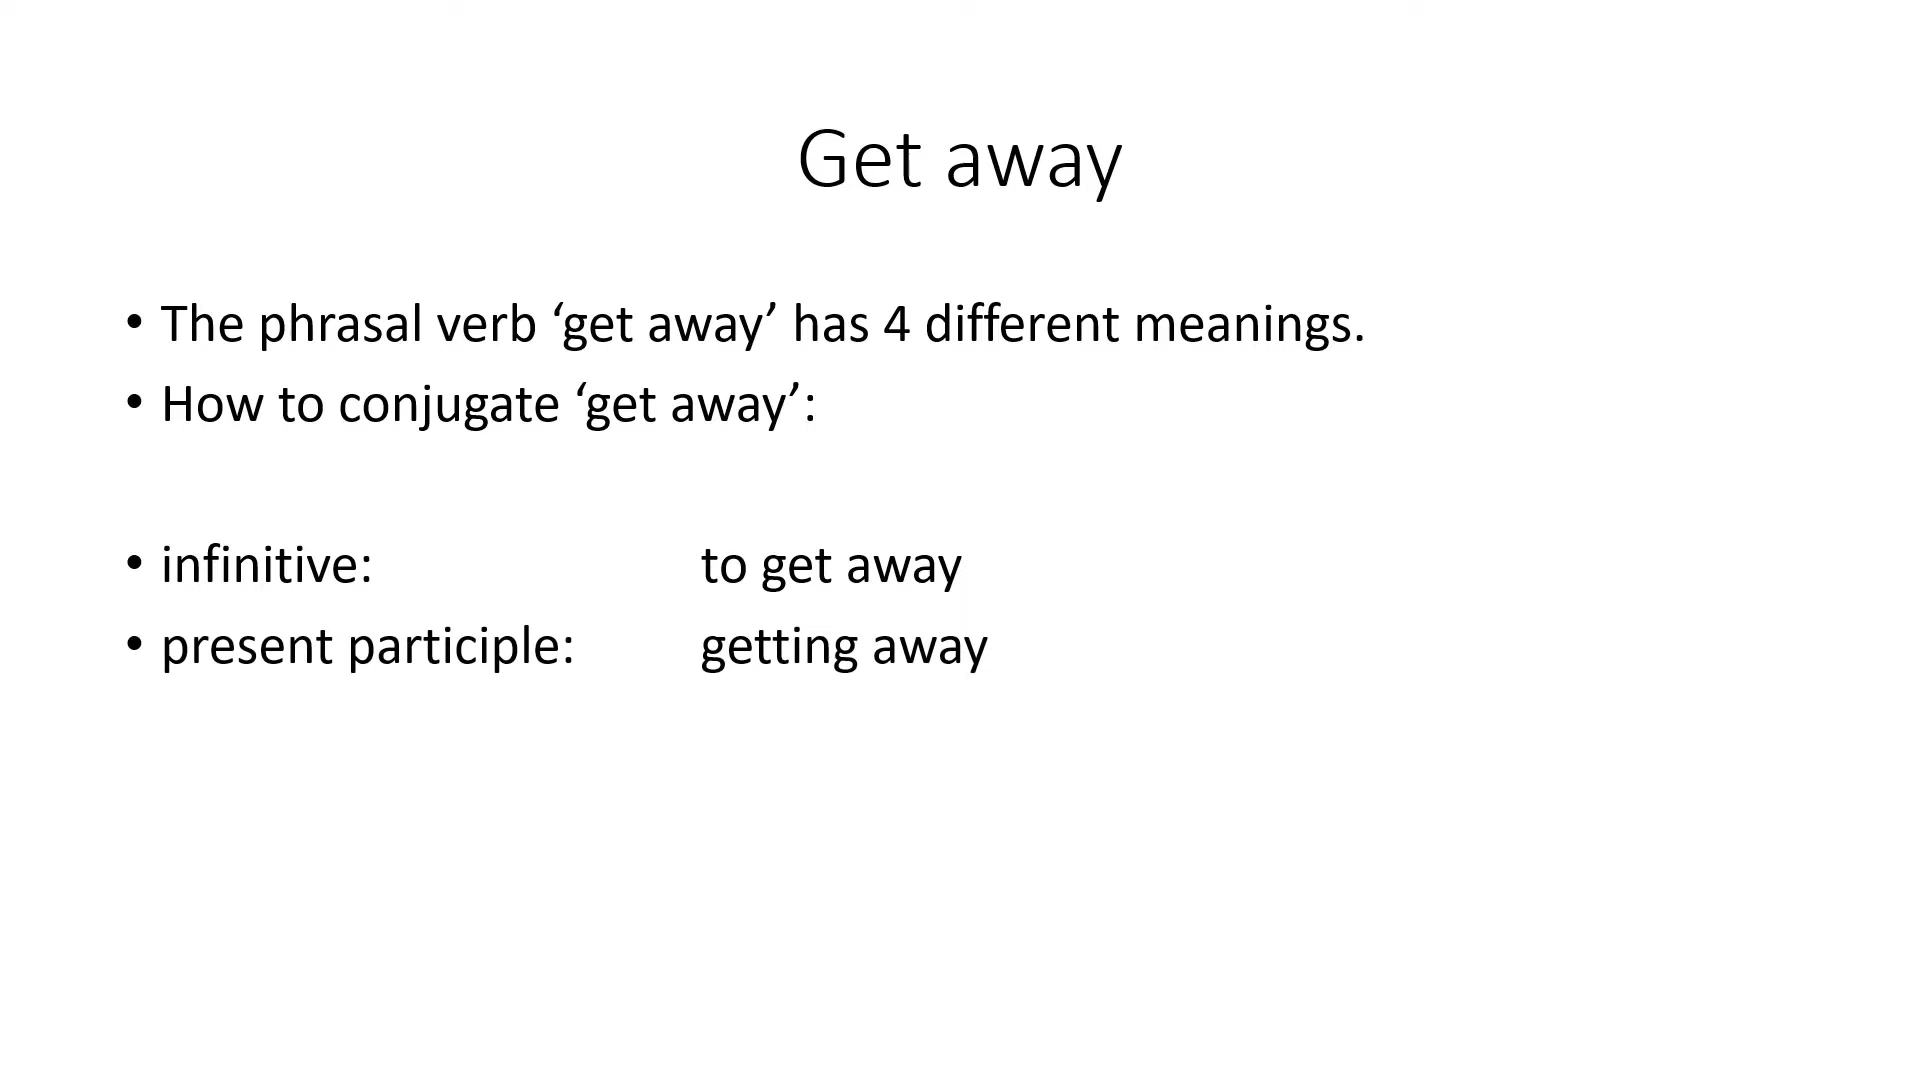 Get away
• The phrasal verb ‘get away’ has 4 different meanings.
• How to conjugate ‘get away’:
• infinitive: to get away
• present participle: getting away